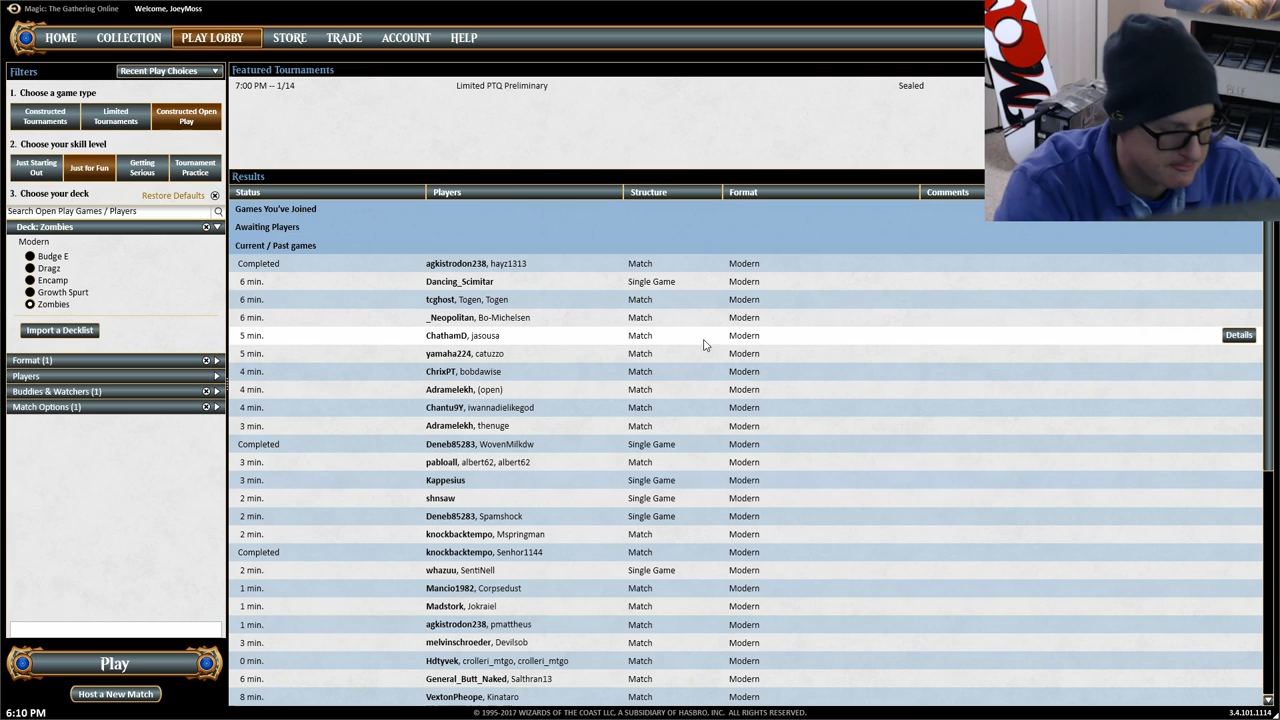 Magic: The Gathering Online Welcome, JoeyMoss
HOME COLLECTION PLAY LOBBY STORE TRADE ACCOUNT HELP
Filters Recent Play Choices
1. Choose a game type
Constructed Tournaments Limited Tournaments Constructed Open Play
2. Choose your skill level
Just Starting Out Just for Fun Getting Serious Tournament Practice
3. Choose your deck Restore Defaults
Search Open Play Games / Players
Deck: Zombies
Modern
Budge E
Dragz
Encamp
Growth Spurt
Zombies
Import a Decklist
Format (1)
Players
Buddies & Watchers (1)
Match Options (1)
Play
Host a New Match
6:10 PM
Featured Tournaments
7:00 PM -- 1/14 Limited PTQ Preliminary Sealed
Results
Status Players Structure Format Comments
Games You've Joined
Awaiting Players
Current / Past games
Completed agkistrodon238, hayz1313 Match Modern
6 min. Dancing_Scimitar Single Game Modern
6 min. tcghost, Togen, Togen Match Modern
6 min. _Neopolitan, Bo-Michelsen Match Modern
5 min. ChathamD, jasousa Match Modern Details
5 min. yamaha224, catuzzo Match Modern
4 min. ChrixPT, bobdawise Match Modern
4 min. Adramelekh, (open) Match Modern
4 min. Chantu9Y, iwannadielikegod Match Modern
3 min. Adramelekh, thenuge Match Modern
Completed Deneb85283, WovenMilkdw Single Game Modern
3 min. pabloall, albert62, albert62 Match Modern
3 min. Kappesius Single Game Modern
2 min. shnsaw Single Game Modern
2 min. Deneb85283, Spamshock Single Game Modern
2 min. knockbacktempo, Mspringman Match Modern
Completed knockbacktempo, Senhor1144 Match Modern
2 min. whazuu, SentiNell Single Game Modern
1 min. Mancio1982, Corpsedust Match Modern
1 min. Madstork, Jokraiel Match Modern
1 min. agkistrodon238, pmattheus Match Modern
3 min. melvinschroeder, Devilsob Match Modern
0 min. Hdtyvek, crolleri_mtgo, crolleri_mtgo Match Modern
6 min. General_Butt_Naked, Salthran13 Match Modern
8 min. VextonPheope, Kinataro Match Modern
© 1995-2017 WIZARDS OF THE COAST LLC, A SUBSIDIARY OF HASBRO, INC. ALL RIGHTS RESERVED. 3.4.101.1114